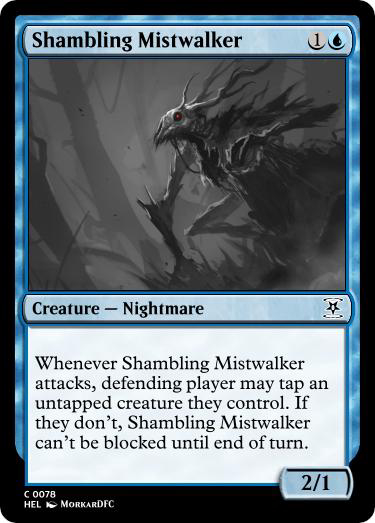 Shambling Mistwalker 1
Creature — Nightmare
Whenever Shambling Mistwalker
attacks, defending player may tap an
untapped creature they control. If
they don't, Shambling Mistwalker
can't be blocked until end of turn.
2/1
C 0078
HEL MorkarDFC